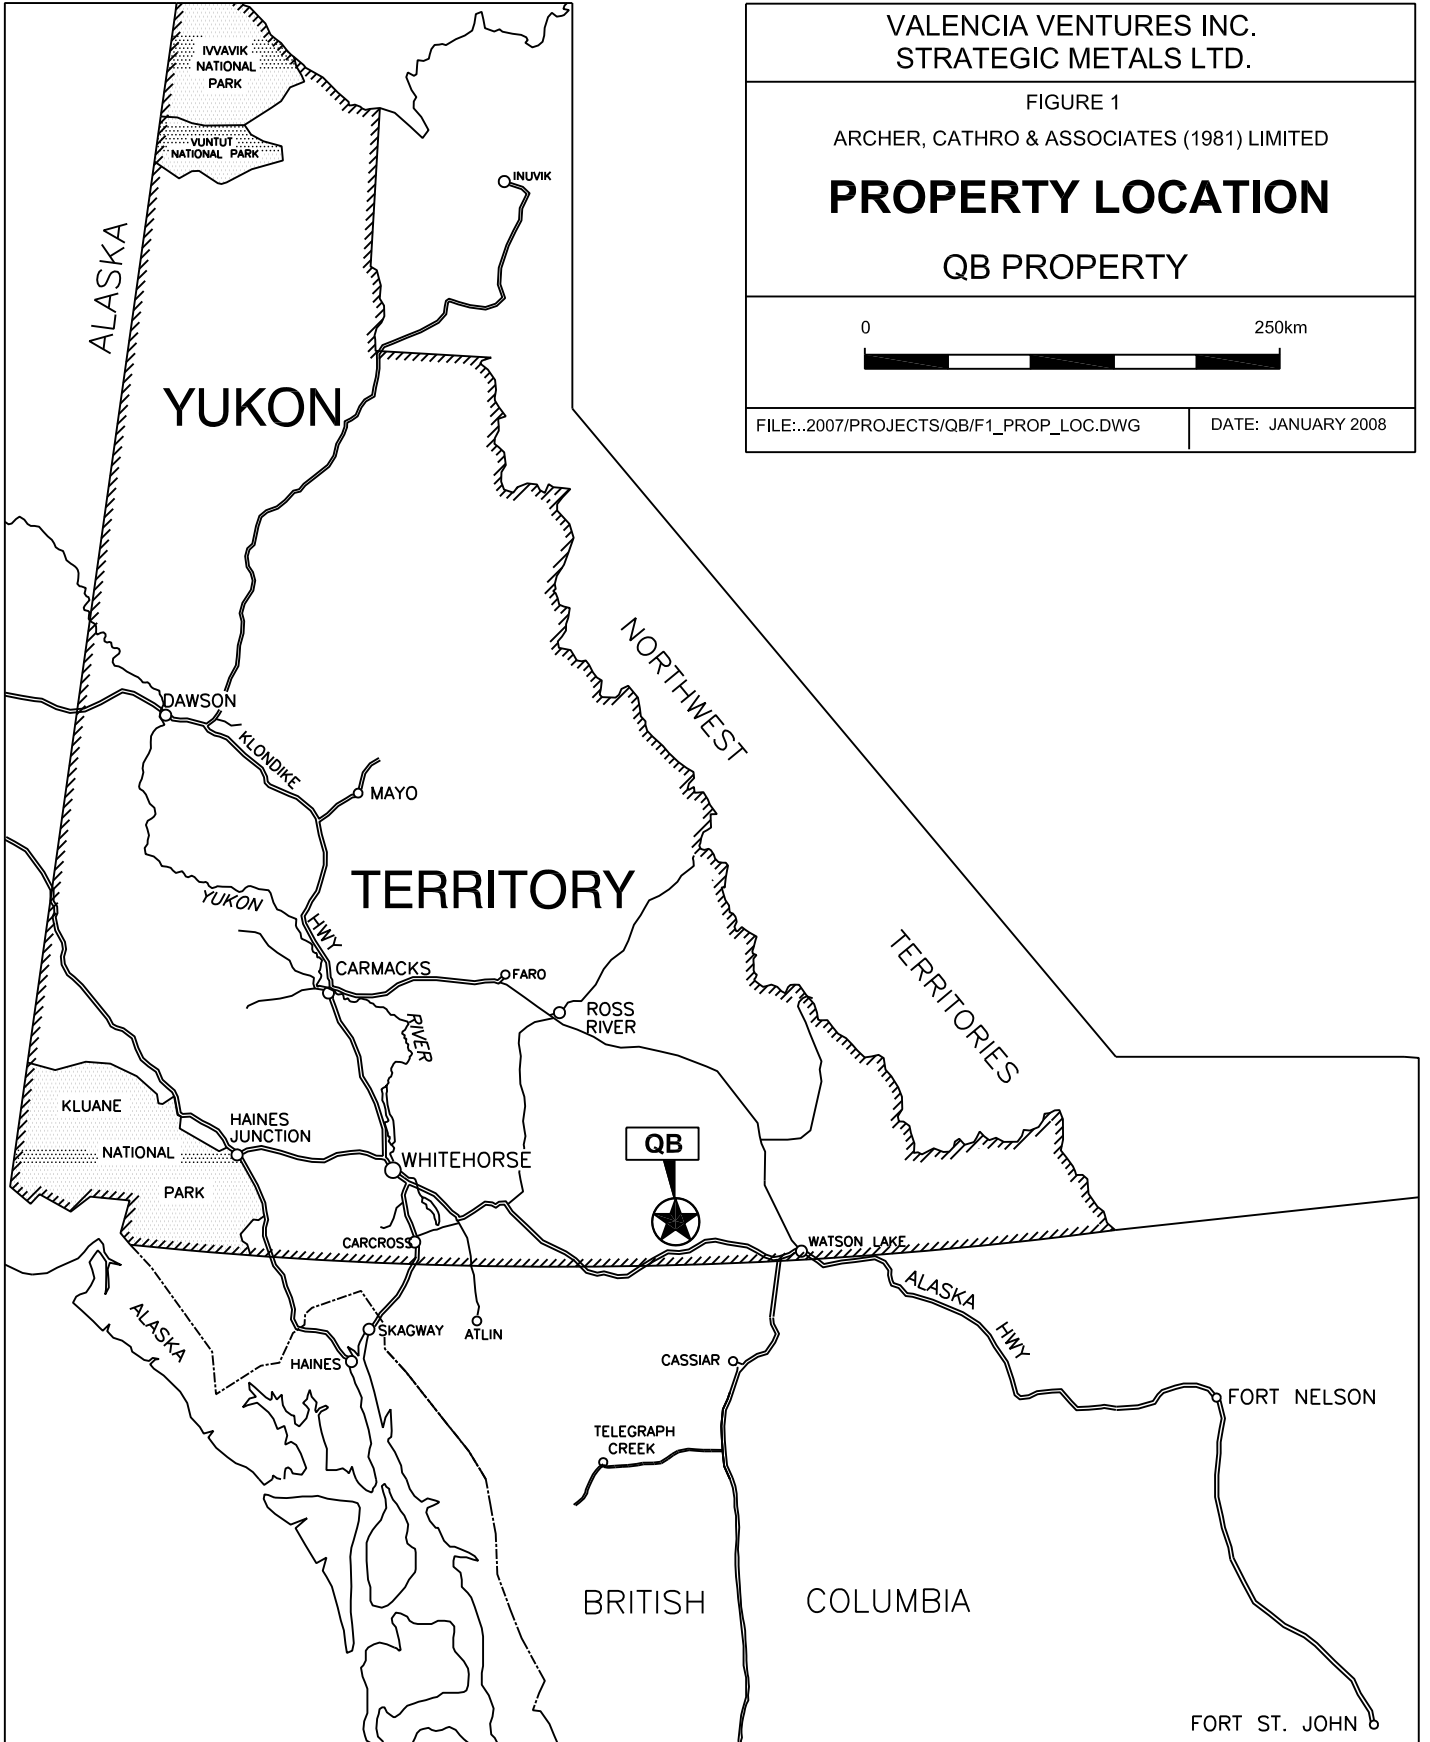 VALENCIA VENTURES INC.
STRATEGIC METALS LTD.
FIGURE 1
ARCHER, CATHRO & ASSOCIATES (1981) LIMITED
PROPERTY LOCATION
QB PROPERTY
0 250km
FILE:..2007/PROJECTS/QB/F1_PROP_LOC.DWG
DATE: JANUARY 2008
IVVAVIK
NATIONAL
PARK
VUNTUT
NATIONAL PARK
INUVIK
ALASKA
YUKON
NORTHWEST
DAWSON
KLONDIKE
MAYO
TERRITORY
YUKON
HWY
CARMACKS
FARO
ROSS
RIVER
RIVER
TERRITORIES
KLUANE
NATIONAL
PARK
HAINES
JUNCTION
WHITEHORSE
QB
CARCROSS
WATSON LAKE
ALASKA
HWY
ALASKA
SKAGWAY
ATLIN
HAINES
CASSIAR
FORT NELSON
TELEGRAPH
CREEK
BRITISH COLUMBIA
FORT ST. JOHN